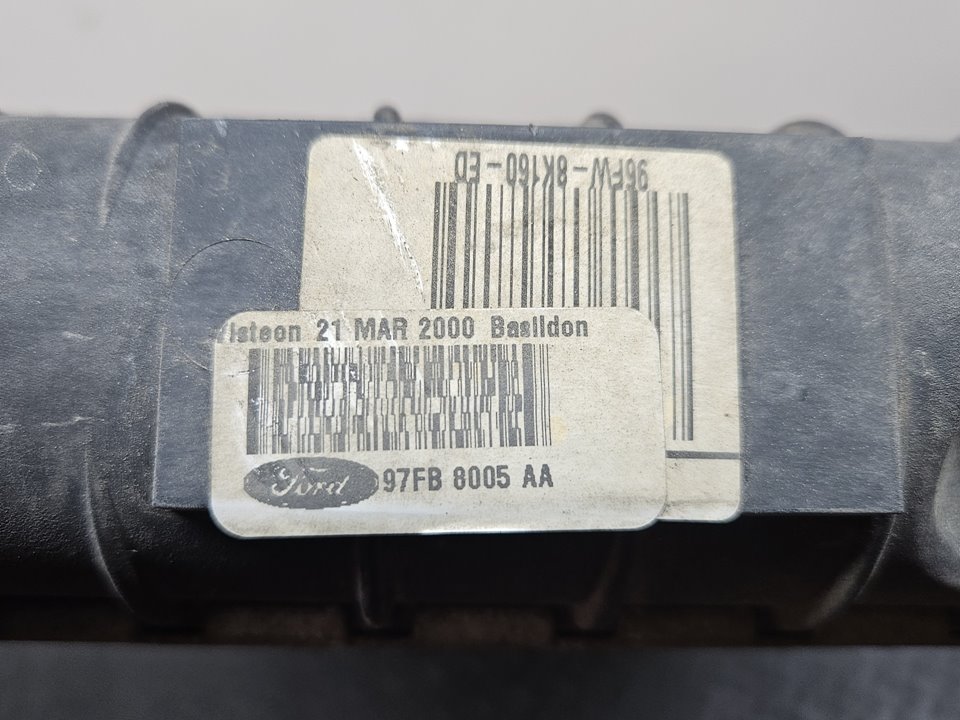 96FW-8K160-ED
isteon 21 MAR 2000 Basildon
Ford 97FB 8005 AA